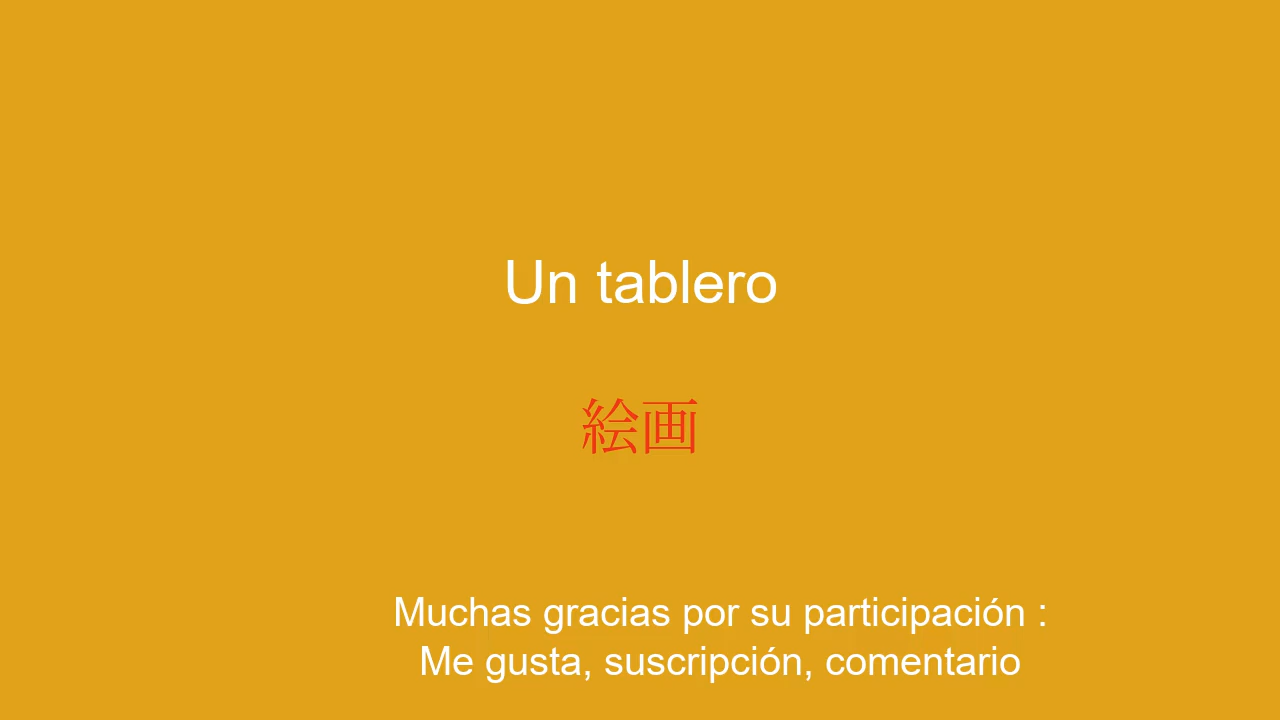 Un tablero
絵画
Muchas gracias por su participación :
Me gusta, suscripción, comentario